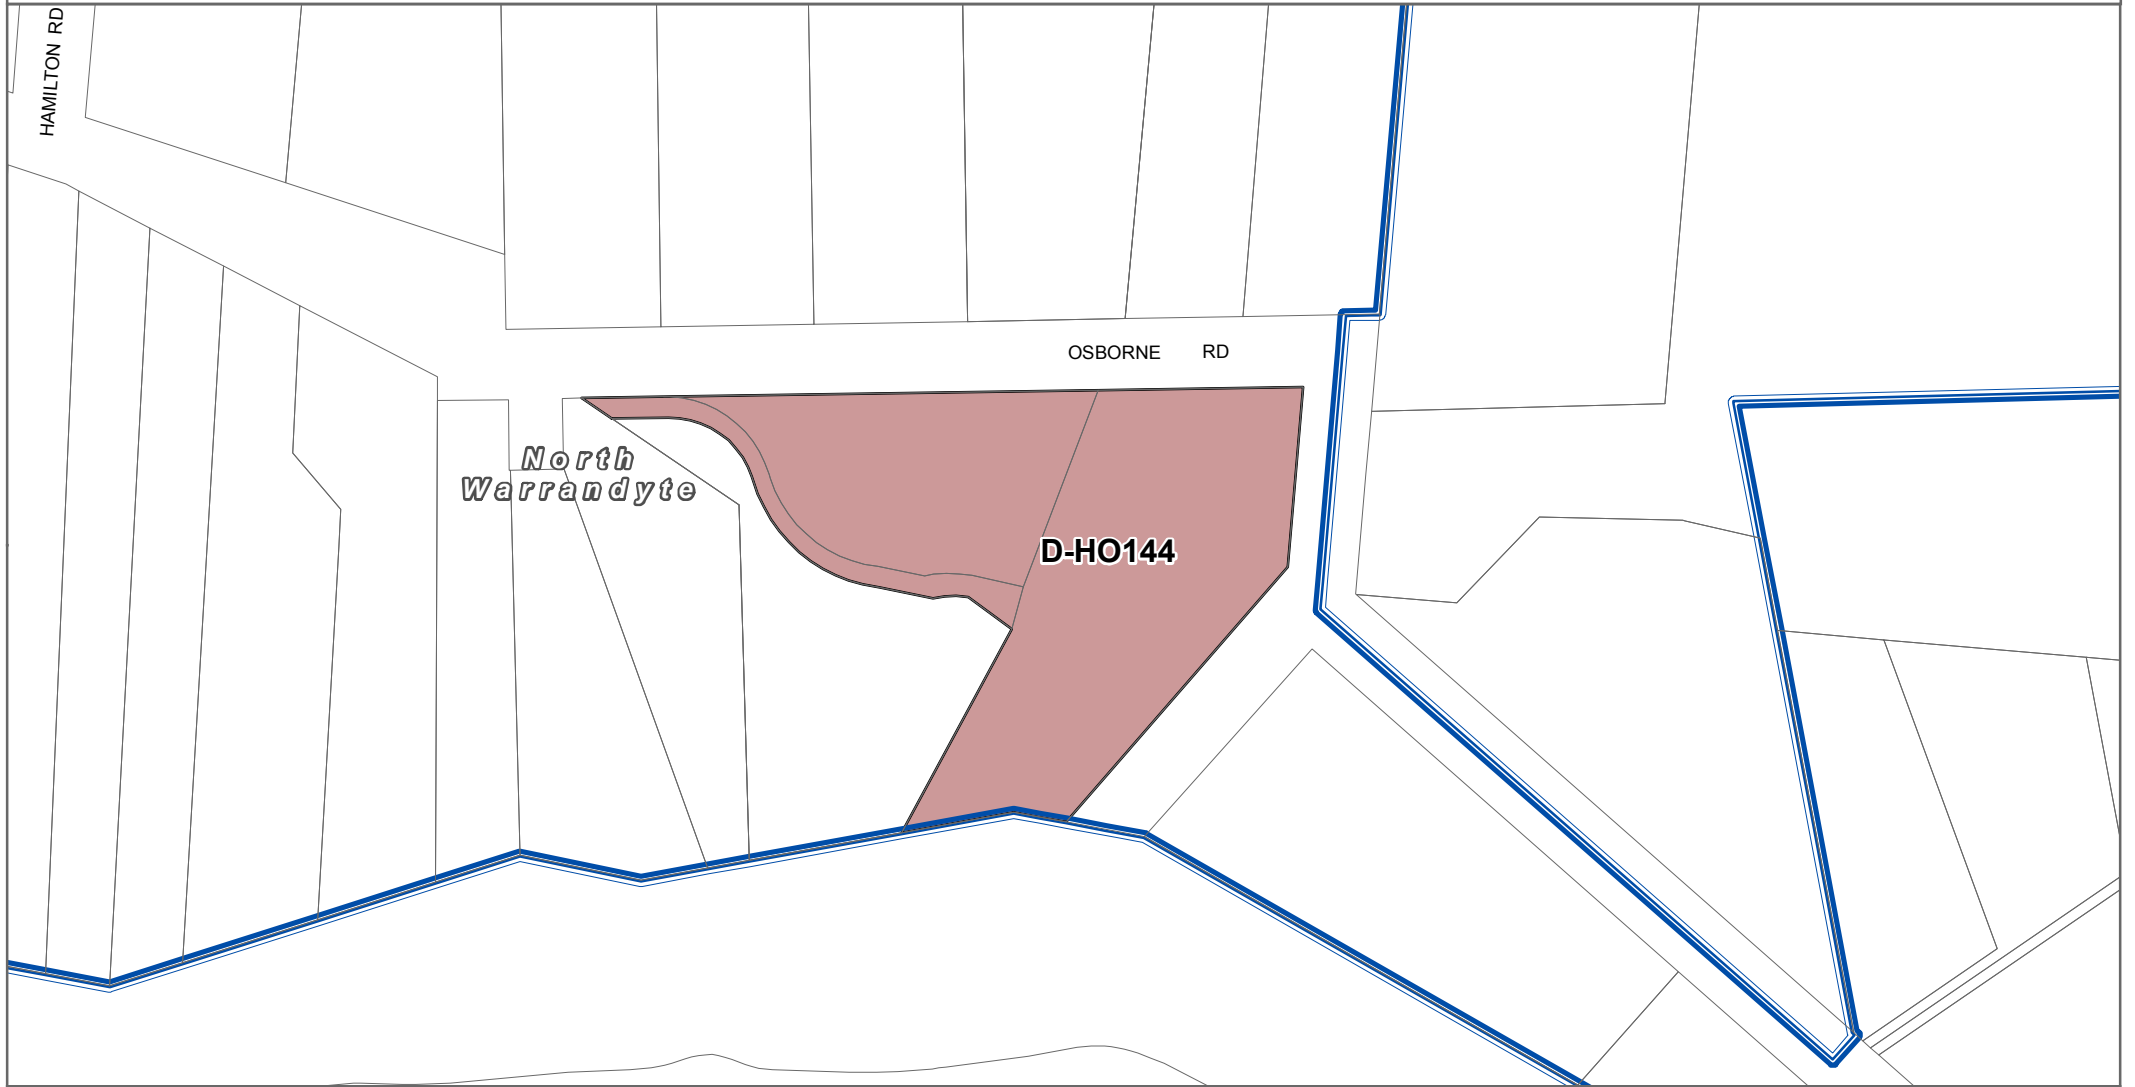 HAMILTON RD
OSBORNE RD
North
Warrandyte
D-HO144